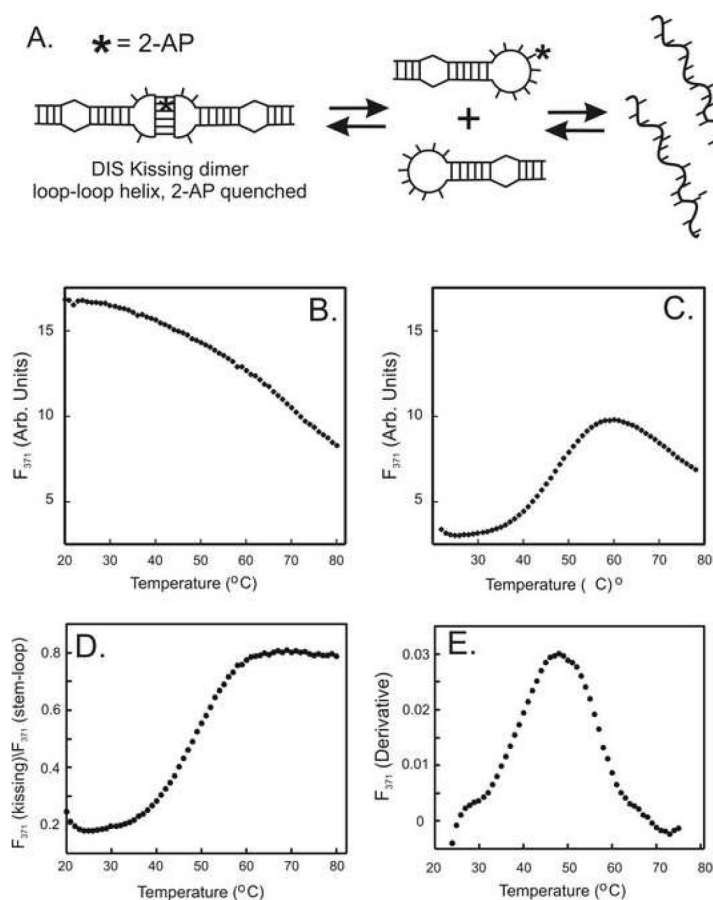 A.
* = 2-AP
*
*
+
DIS Kissing dimer
loop-loop helix, 2-AP quenched
B.
F371 (Arb. Units)
15
10
5
20 30 40 50 60 70 80
Temperature (°C)
C.
F371 (Arb. Units)
15
10
5
30 40 50 60 70 80
Temperature ( C)°
D.
F371 (kissing)\F371 (stem-loop)
0.8
0.6
0.4
0.2
20 30 40 50 60 70 80
Temperature (°C)
E.
F371 (Derivative)
0.03
0.02
0.01
0
20 30 40 50 60 70 80
Temperature (°C)